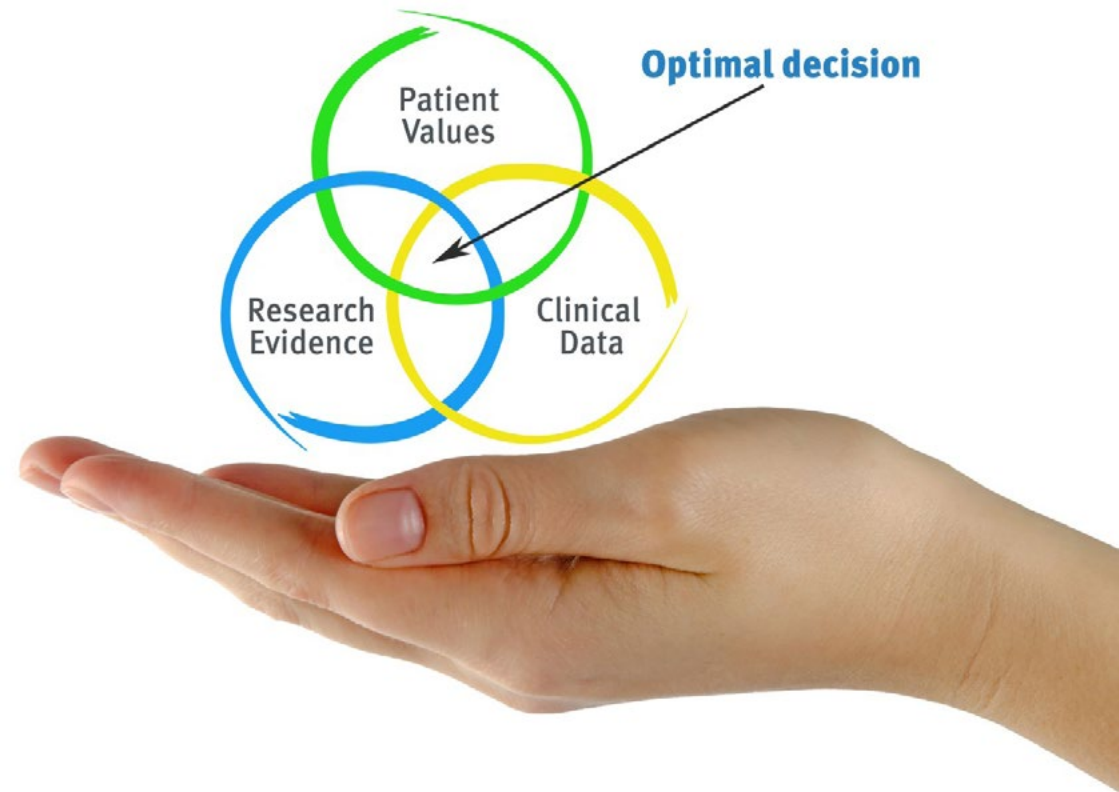 Optimal decision
Patient
Values
Research
Evidence
Clinical
Data